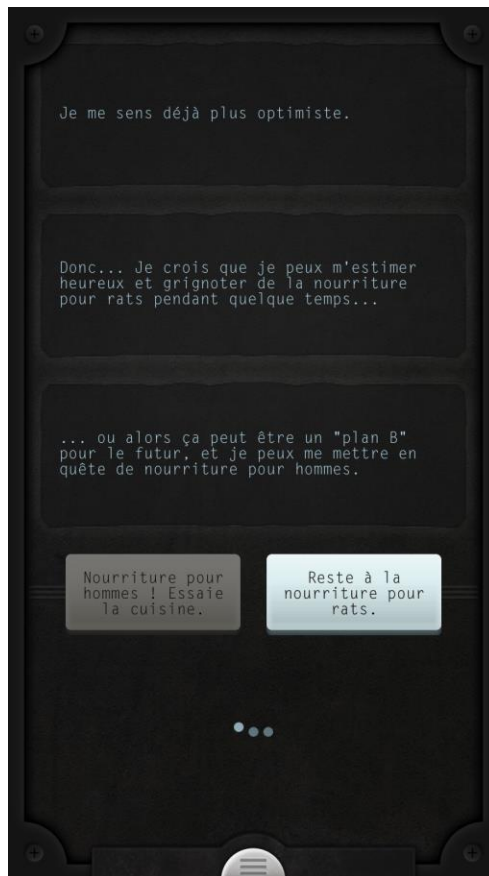 Je me sens déjà plus optimiste.
Donc... Je crois que je peux m'estimer
heureux et grignoter de la nourriture
pour rats pendant quelque temps...
... ou alors ça peut être un "plan B"
pour le futur, et je peux me mettre en
quête de nourriture pour hommes.
Nourriture pour
hommes ! Essaie
la cuisine.
Reste à la
nourriture pour
rats.